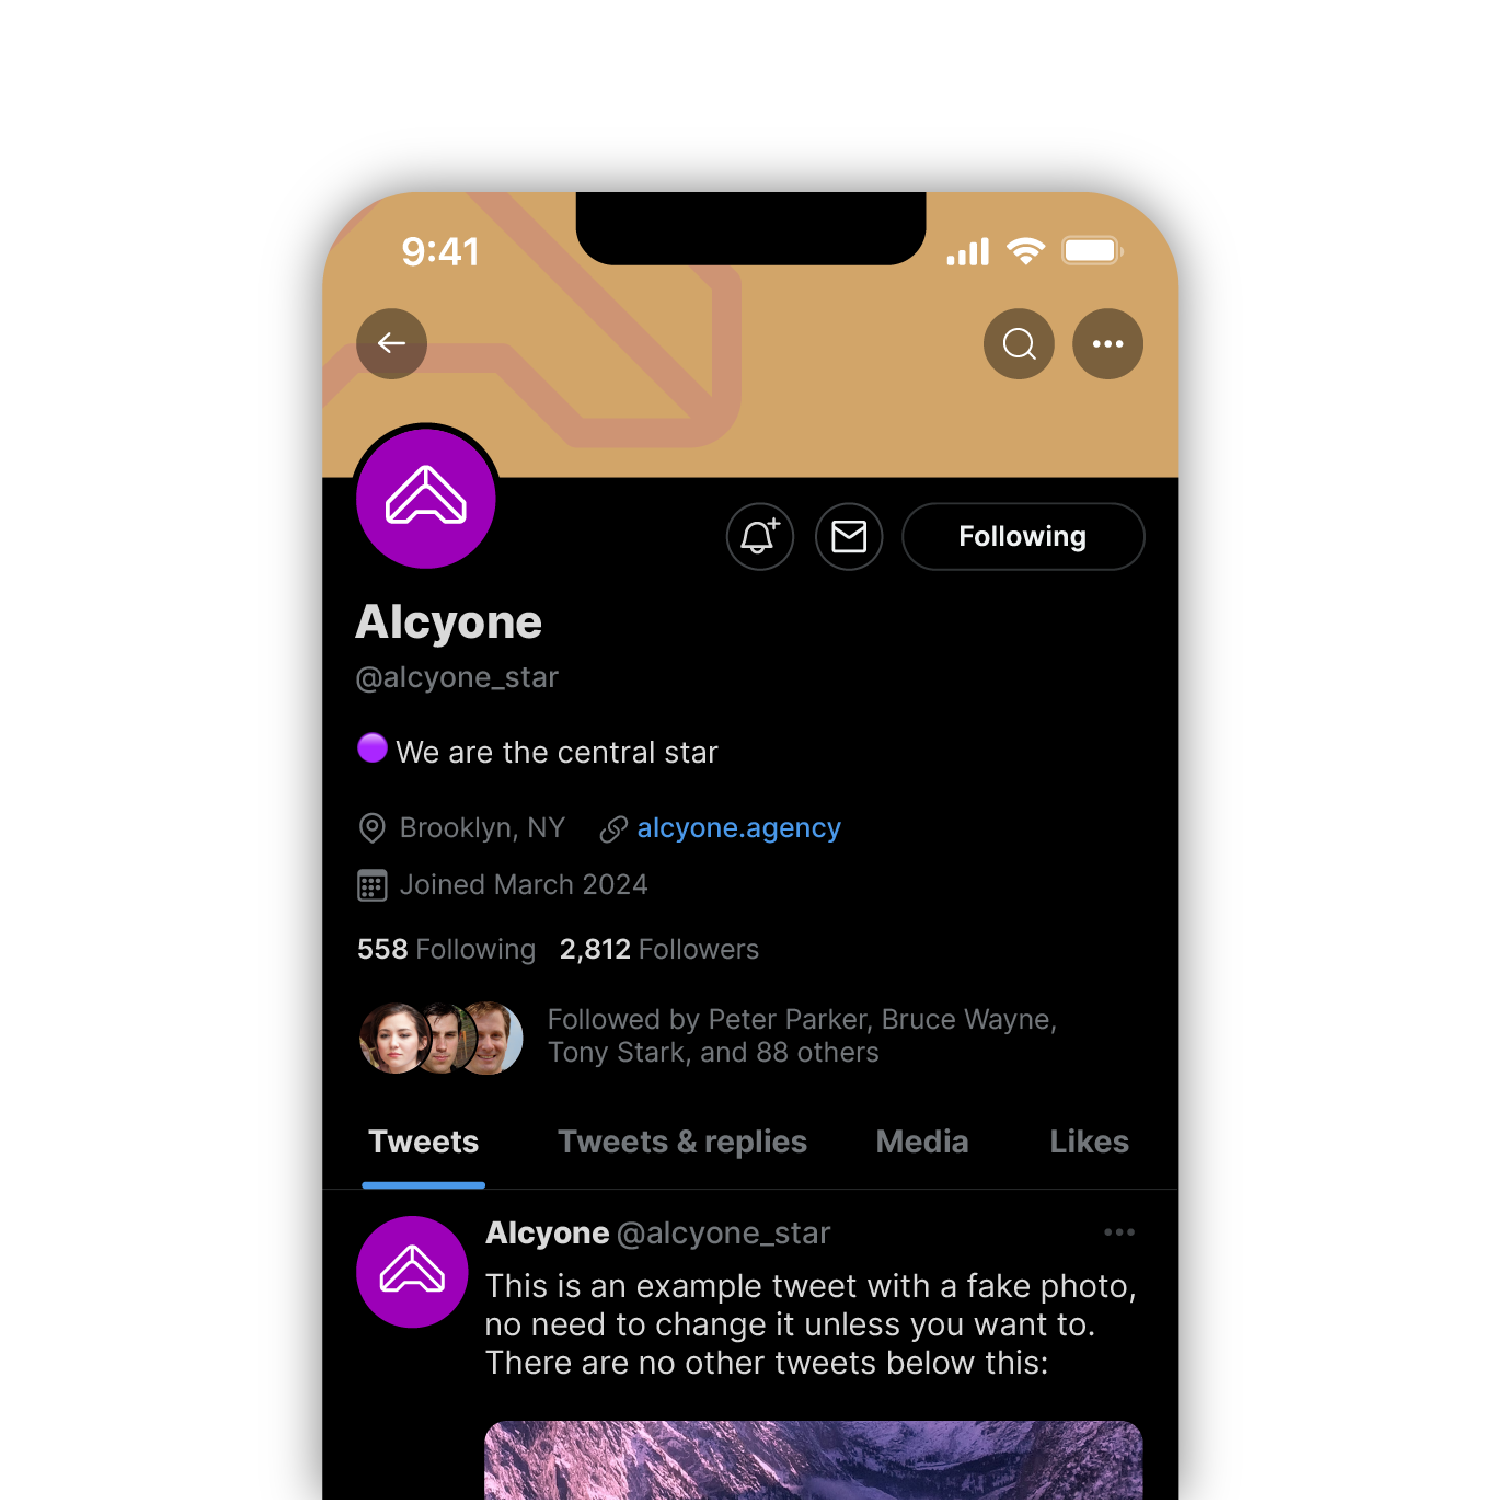 9:41
Following
Alcyone
@alcyone_star
We are the central star
Brooklyn, NY alcyone.agency
Joined March 2024
558 Following 2,812 Followers
Followed by Peter Parker, Bruce Wayne,
Tony Stark, and 88 others
Tweets Tweets & replies Media Likes
Alcyone @alcyone_star
This is an example tweet with a fake photo,
no need to change it unless you want to.
There are no other tweets below this: